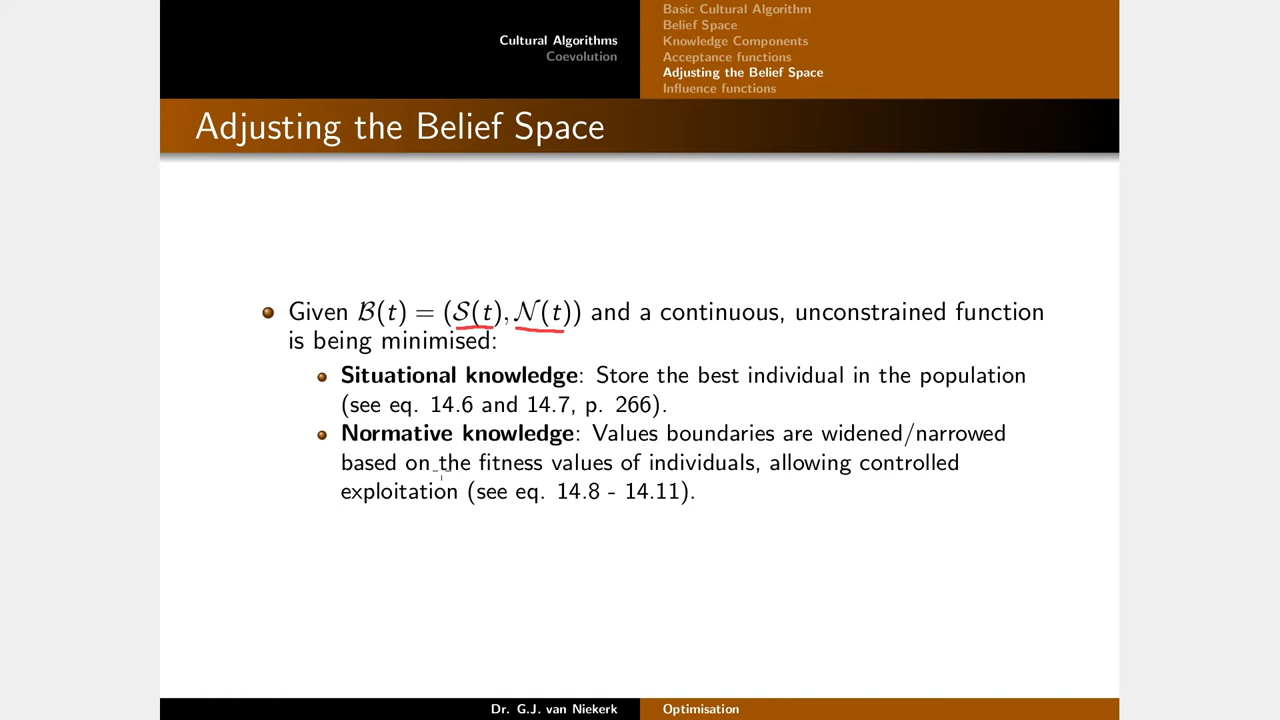 Cultural Algorithms
Coevolution
Basic Cultural Algorithm
Belief Space
Knowledge Components
Acceptance functions
Adjusting the Belief Space
Influence functions
Adjusting the Belief Space
Given B(t) = (S(t), N(t)) and a continuous, unconstrained function
is being minimised:
Situational knowledge: Store the best individual in the population
(see eq. 14.6 and 14.7, p. 266).
Normative knowledge: Values boundaries are widened/narrowed
based on the fitness values of individuals, allowing controlled
exploitation (see eq. 14.8 - 14.11).
Dr. G.J. van Niekerk
Optimisation